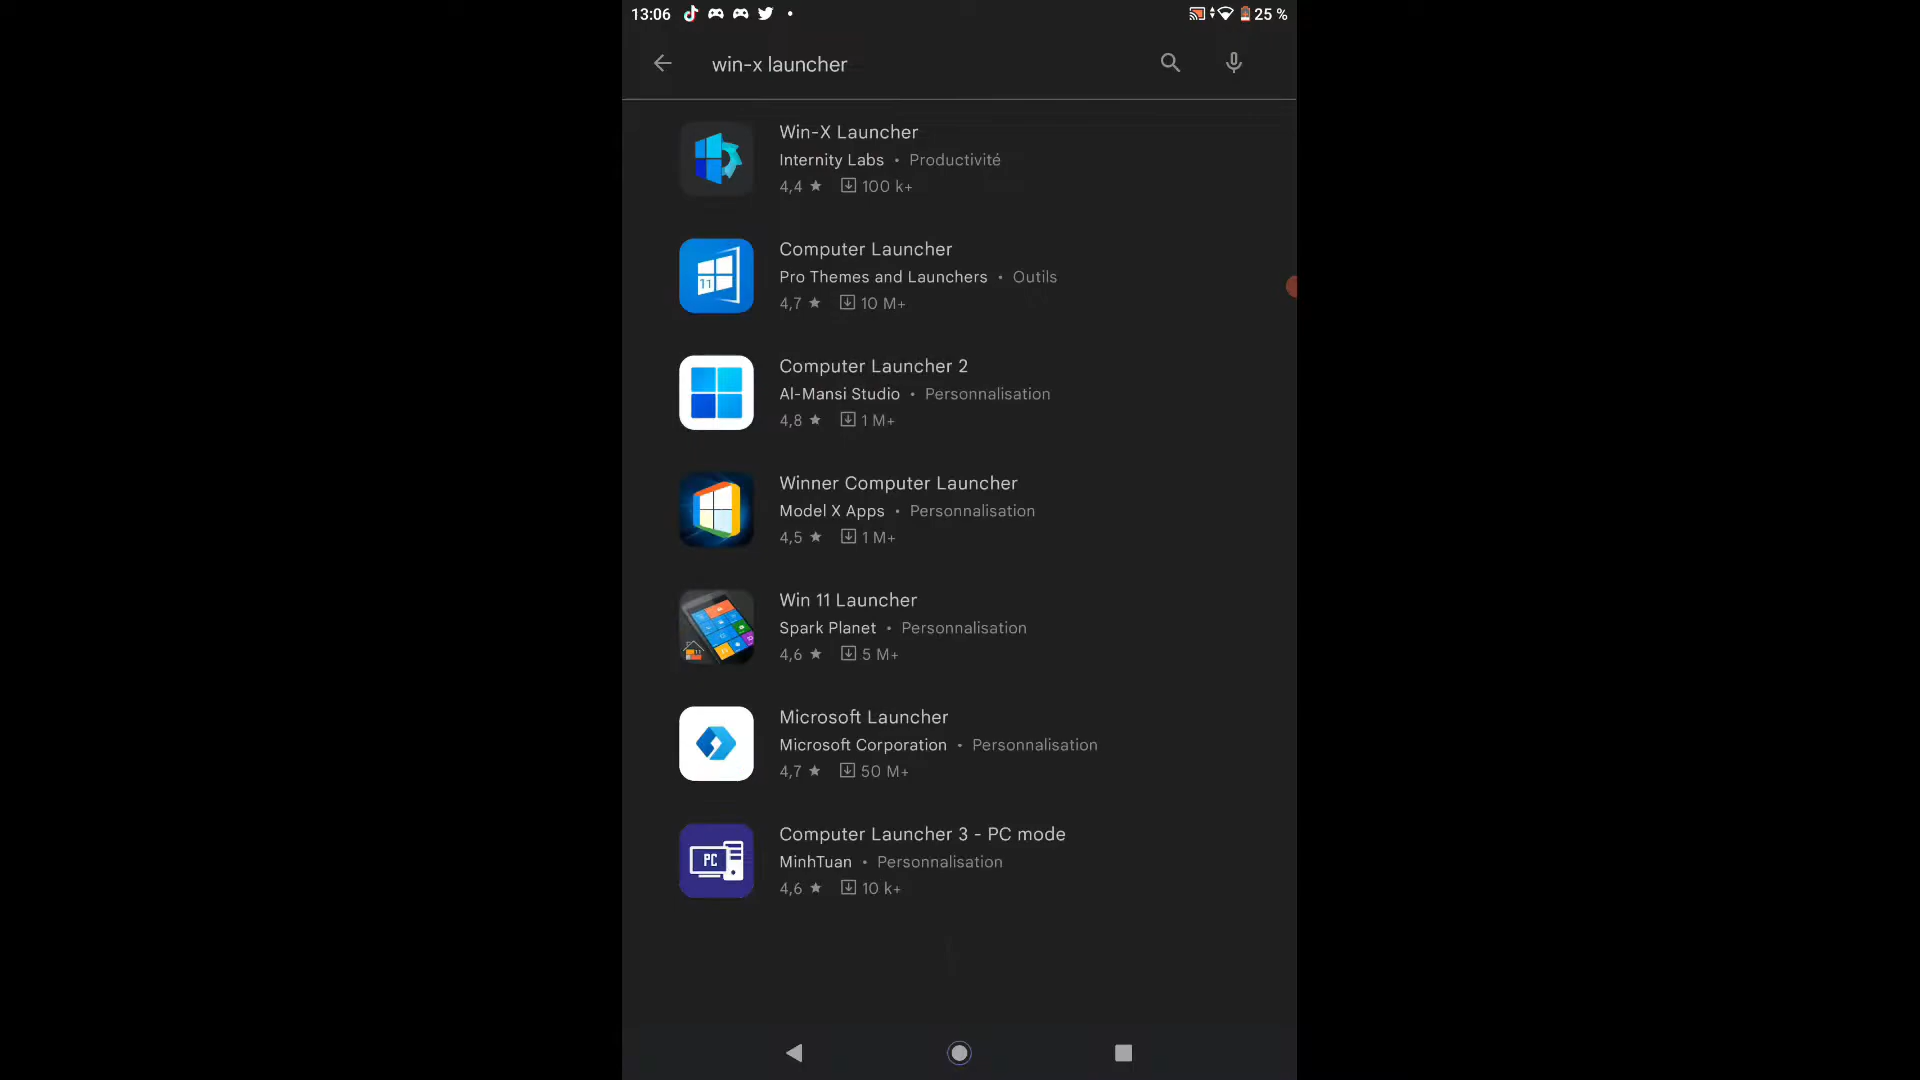 13:06
25 %
win-x launcher
Win-X Launcher
Internity Labs • Productivité
4,4 ★ 100 k+
11
Computer Launcher
Pro Themes and Launchers • Outils
4,7 ★ 10 M+
Computer Launcher 2
Al-Mansi Studio • Personnalisation
4,8 ★ 1 M+
Winner Computer Launcher
Model X Apps • Personnalisation
4,5 ★ 1 M+
Win 11 Launcher
Spark Planet • Personnalisation
4,6 ★ 5 M+
Microsoft Launcher
Microsoft Corporation • Personnalisation
4,7 ★ 50 M+
PC
Computer Launcher 3 - PC mode
MinhTuan • Personnalisation
4,6 ★ 10 k+